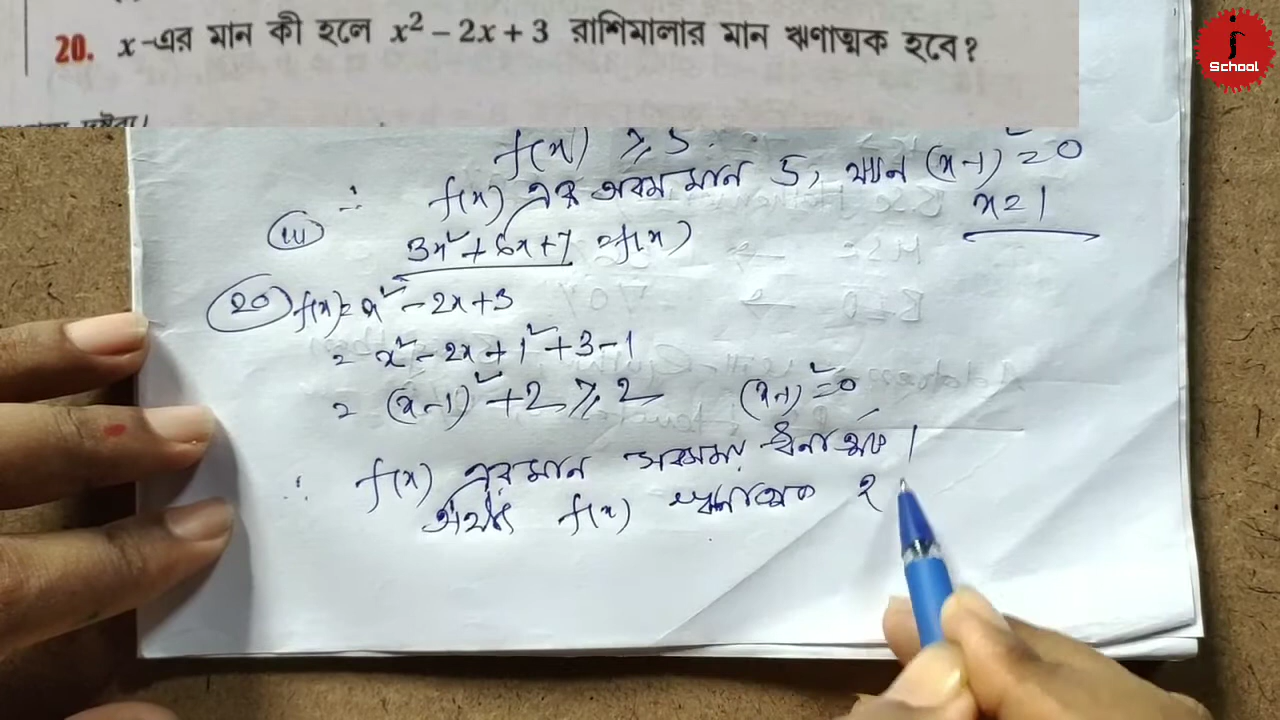 20. x-এর মান কী হলে x² − 2x + 3 রাশিমালার মান ঋণাত্মক হবে?
School
f(x) ≥ 5.
∴ f(x) এর অবম মান 5, যখন (x-1)² = 0
x = 1
(iii) 3x² + 6x + 7 = f(x)
(20) f(x) = x² - 2x + 3
= x² - 2x + 1² + 3 - 1
= (x-1)² + 2 ≥ 2 (x-1)² = 0
∴ f(x) এর মান সবসময় ধনাত্মক।
অর্থাৎ f(x) ঋণাত্মক হ